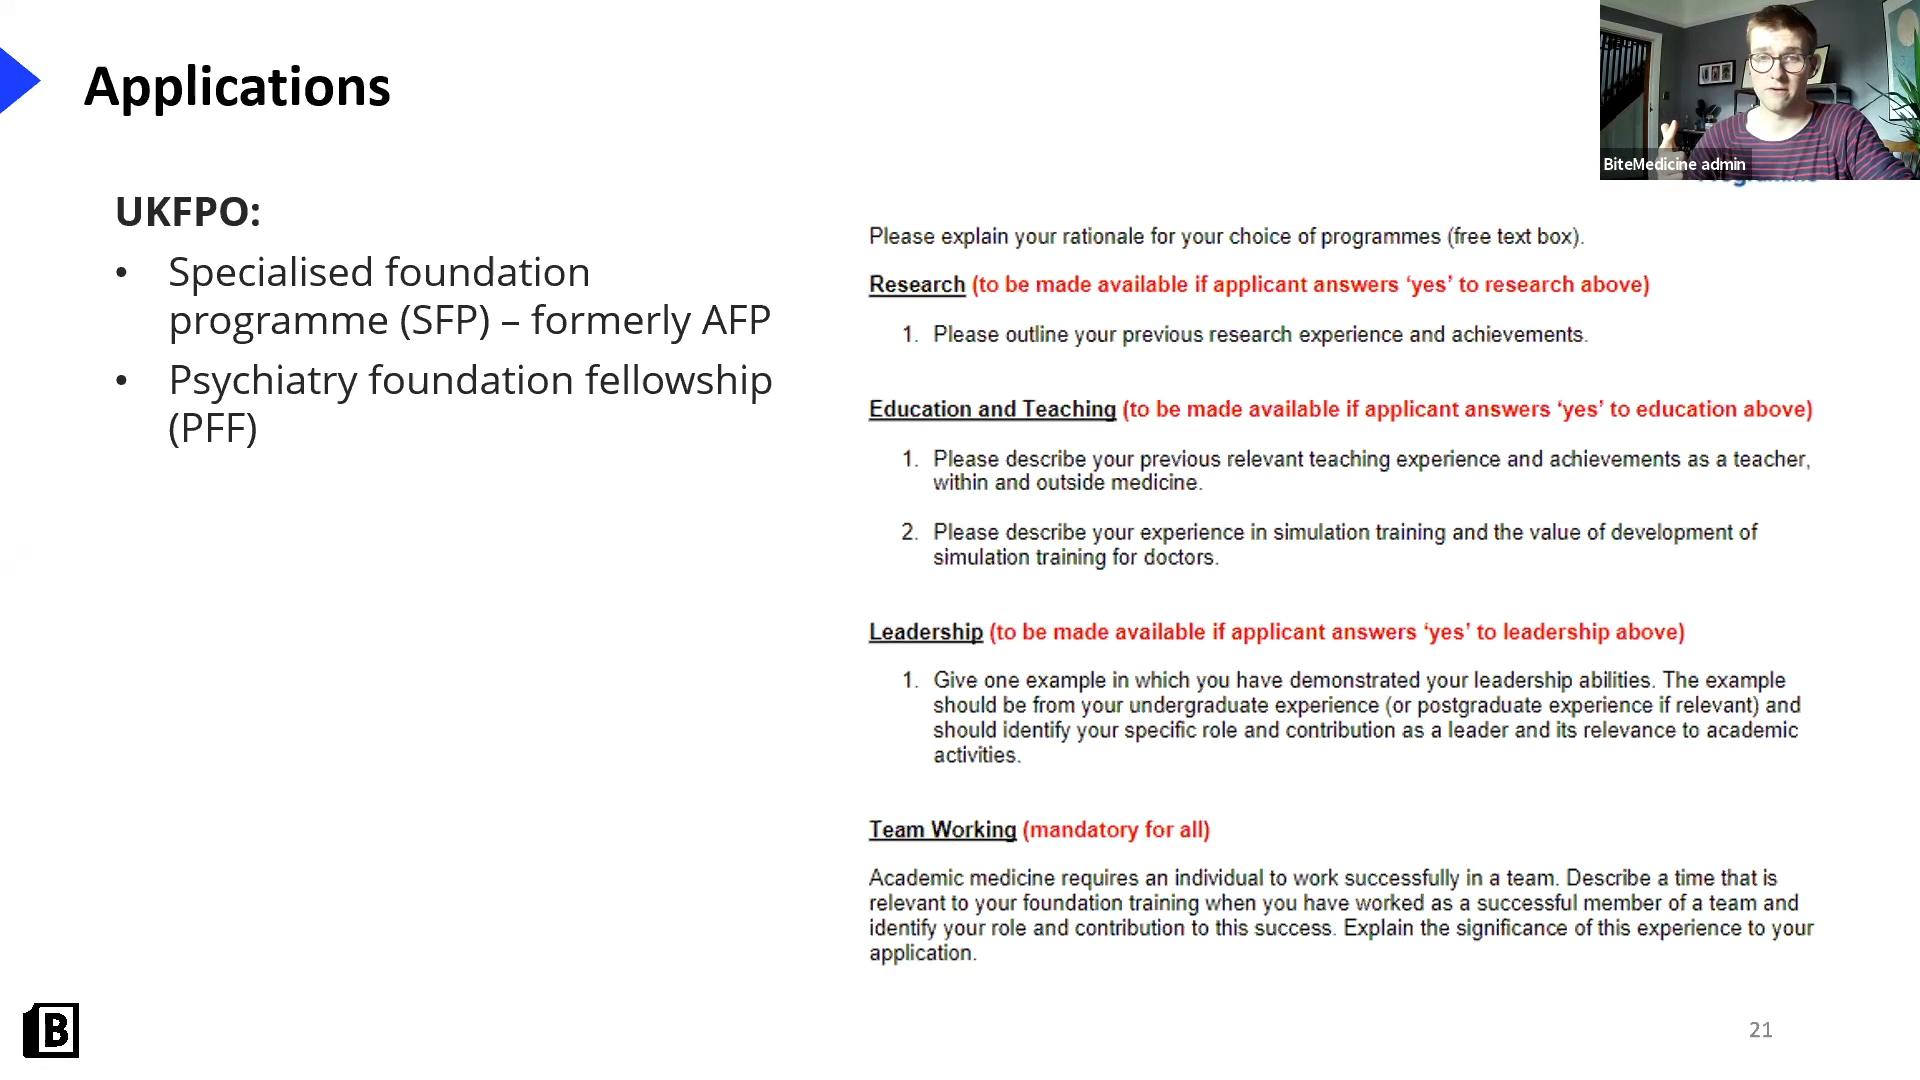 Applications
BiteMedicine admin
UKFPO:
• Specialised foundation
programme (SFP) – formerly AFP
• Psychiatry foundation fellowship
(PFF)
Please explain your rationale for your choice of programmes (free text box).
Research (to be made available if applicant answers ‘yes’ to research above)
1. Please outline your previous research experience and achievements.
Education and Teaching (to be made available if applicant answers ‘yes’ to education above)
1. Please describe your previous relevant teaching experience and achievements as a teacher,
within and outside medicine.
2. Please describe your experience in simulation training and the value of development of
simulation training for doctors.
Leadership (to be made available if applicant answers ‘yes’ to leadership above)
1. Give one example in which you have demonstrated your leadership abilities. The example
should be from your undergraduate experience (or postgraduate experience if relevant) and
should identify your specific role and contribution as a leader and its relevance to academic
activities.
Team Working (mandatory for all)
Academic medicine requires an individual to work successfully in a team. Describe a time that is
relevant to your foundation training when you have worked as a successful member of a team and
identify your role and contribution to this success. Explain the significance of this experience to your
application.
B
21